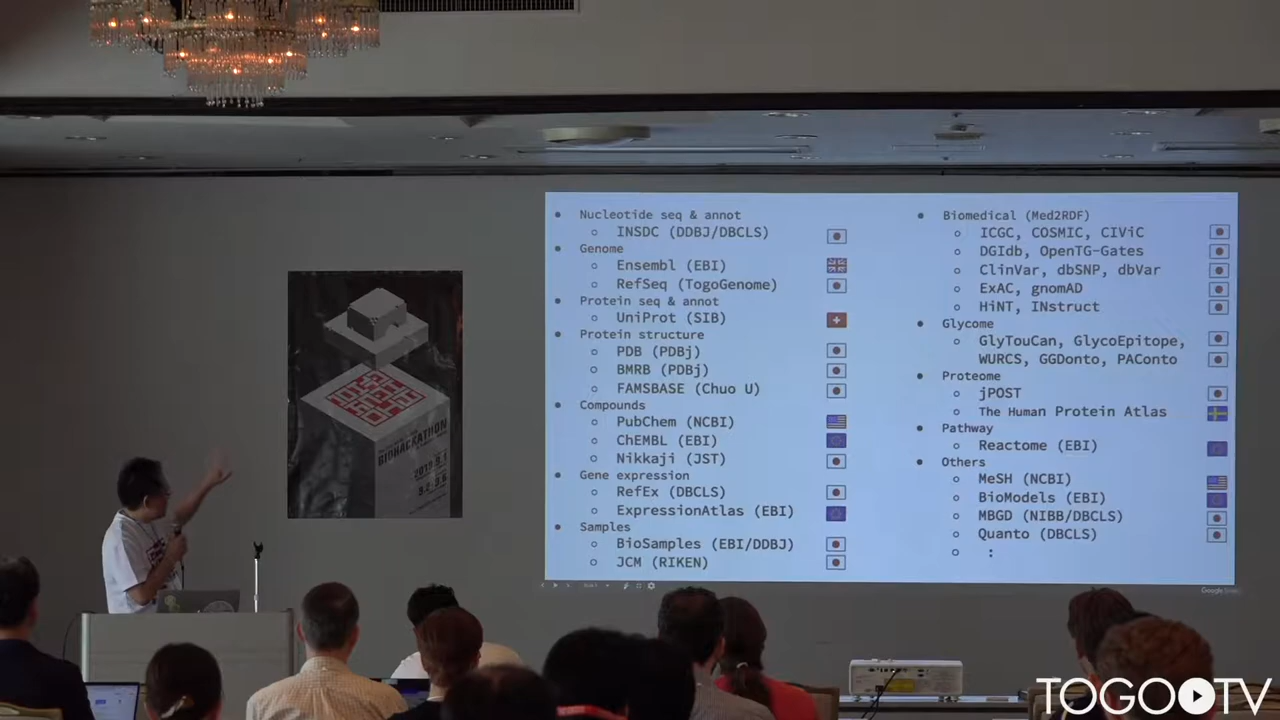 Nucleotide seq & annot
INSDC (DDBJ/DBCLS)
Genome
Ensembl (EBI)
RefSeq (TogoGenome)
Protein seq & annot
UniProt (SIB)
Protein structure
PDB (PDBj)
BMRB (PDBj)
FAMSBASE (Chuo U)
Compounds
PubChem (NCBI)
ChEMBL (EBI)
Nikkaji (JST)
Gene expression
RefEx (DBCLS)
ExpressionAtlas (EBI)
Samples
BioSamples (EBI/DDBJ)
JCM (RIKEN)
Biomedical (Med2RDF)
ICGC, COSMIC, CIViC
DGIdb, OpenTG-Gates
ClinVar, dbSNP, dbVar
ExAC, gnomAD
HiNT, INstruct
Glycome
GlyTouCan, GlycoEpitope,
WURCS, GGDonto, PAConto
Proteome
jPOST
The Human Protein Atlas
Pathway
Reactome (EBI)
Others
MeSH (NCBI)
BioModels (EBI)
MBGD (NIBB/DBCLS)
Quanto (DBCLS)
:
BIOHACKATHON
TOGO TV